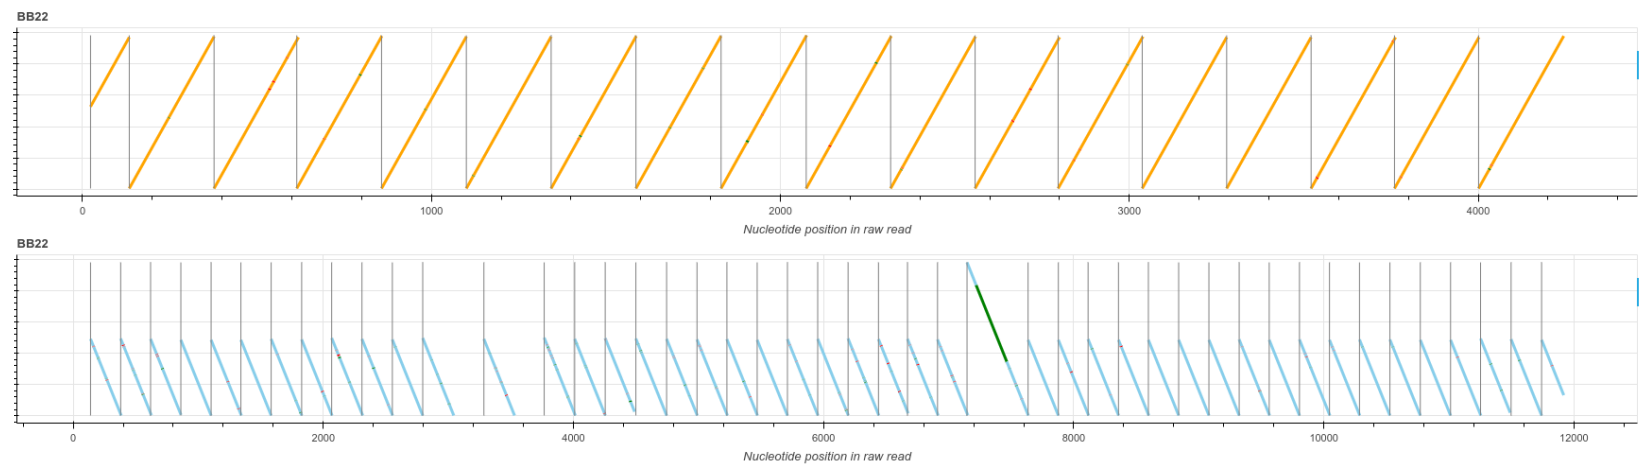 BB22
0 1000 2000 3000 4000
Nucleotide position in raw read
BB22
0 2000 4000 6000 8000 10000 12000
Nucleotide position in raw read